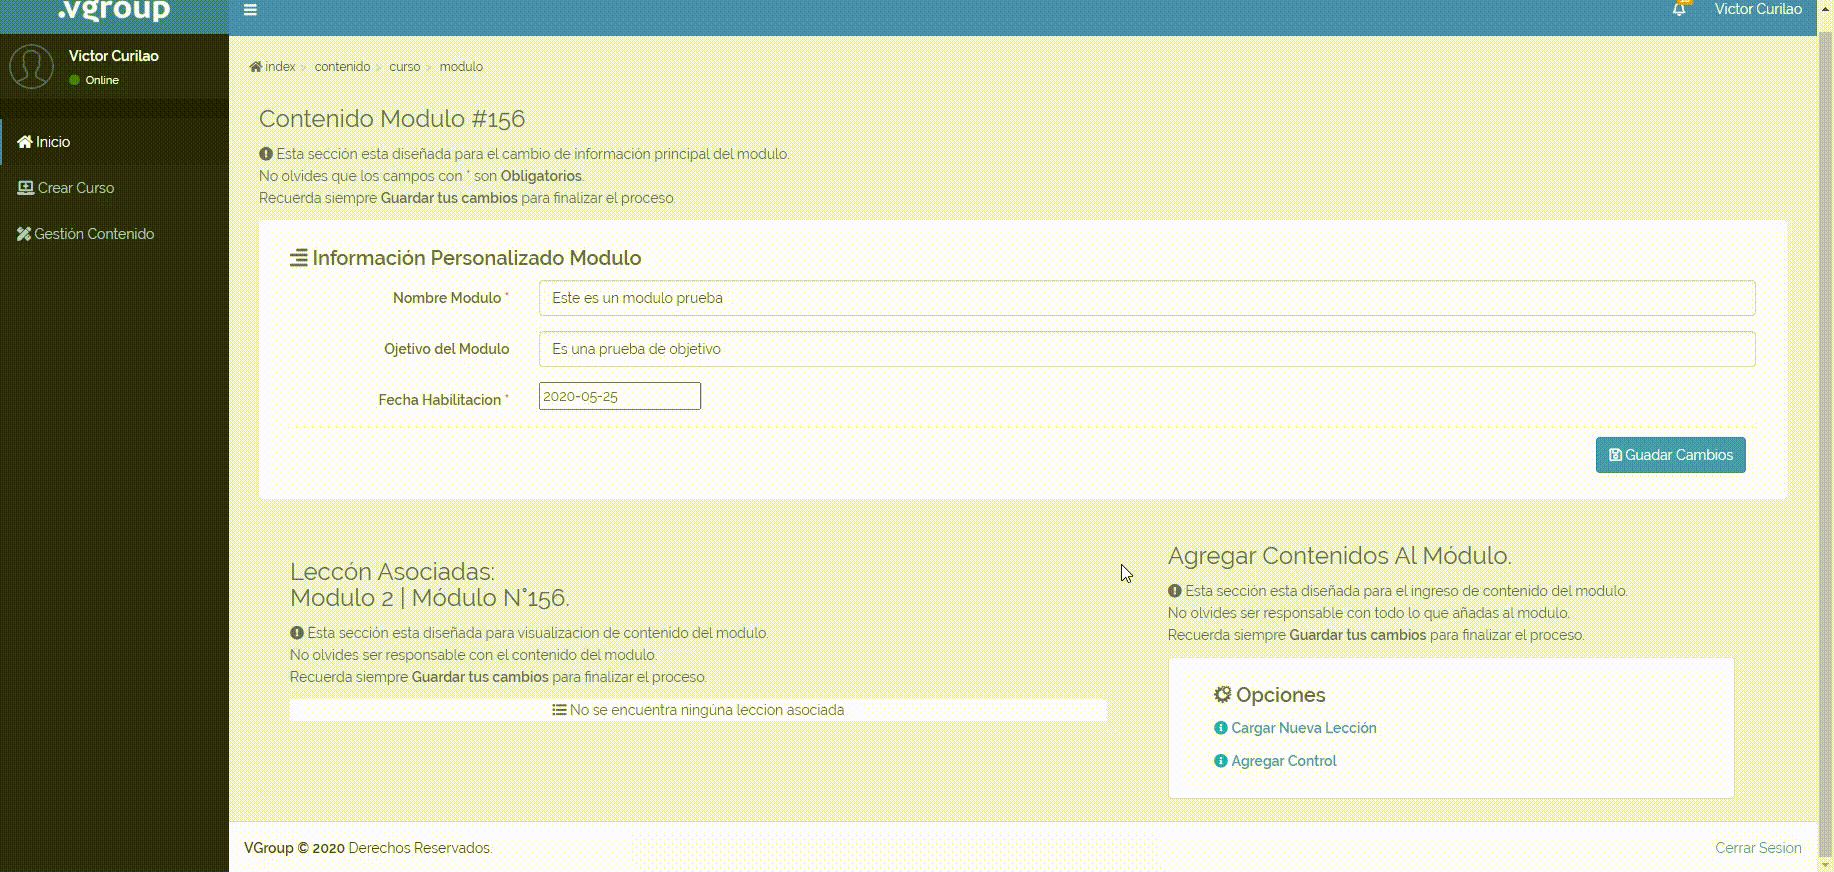 .vgroup
Victor Curilao
Victor Curilao
Online
Inicio
Crear Curso
Gestión Contenido
index > contenido > curso > modulo
Contenido Modulo #156
Esta sección esta diseñada para el cambio de información principal del modulo.
No olvides que los campos con * son Obligatorios.
Recuerda siempre Guardar tus cambios para finalizar el proceso
Información Personalizado Modulo
Nombre Modulo * Este es un modulo prueba
Ojetivo del Modulo Es una prueba de objetivo
Fecha Habilitacion * 2020-05-25
Guadar Cambios
Leccón Asociadas:
Modulo 2 | Módulo N°156.
Esta sección esta diseñada para visualizacion de contenido del modulo.
No olvides ser responsable con el contenido del modulo.
Recuerda siempre Guardar tus cambios para finalizar el proceso.
No se encuentra ningúna leccion asociada
Agregar Contenidos Al Módulo.
Esta sección esta diseñada para el ingreso de contenido del modulo.
No olvides ser responsable con todo lo que añadas al modulo.
Recuerda siempre Guardar tus cambios para finalizar el proceso.
Opciones
Cargar Nueva Lección
Agregar Control
VGroup © 2020 Derechos Reservados.
Cerrar Sesion